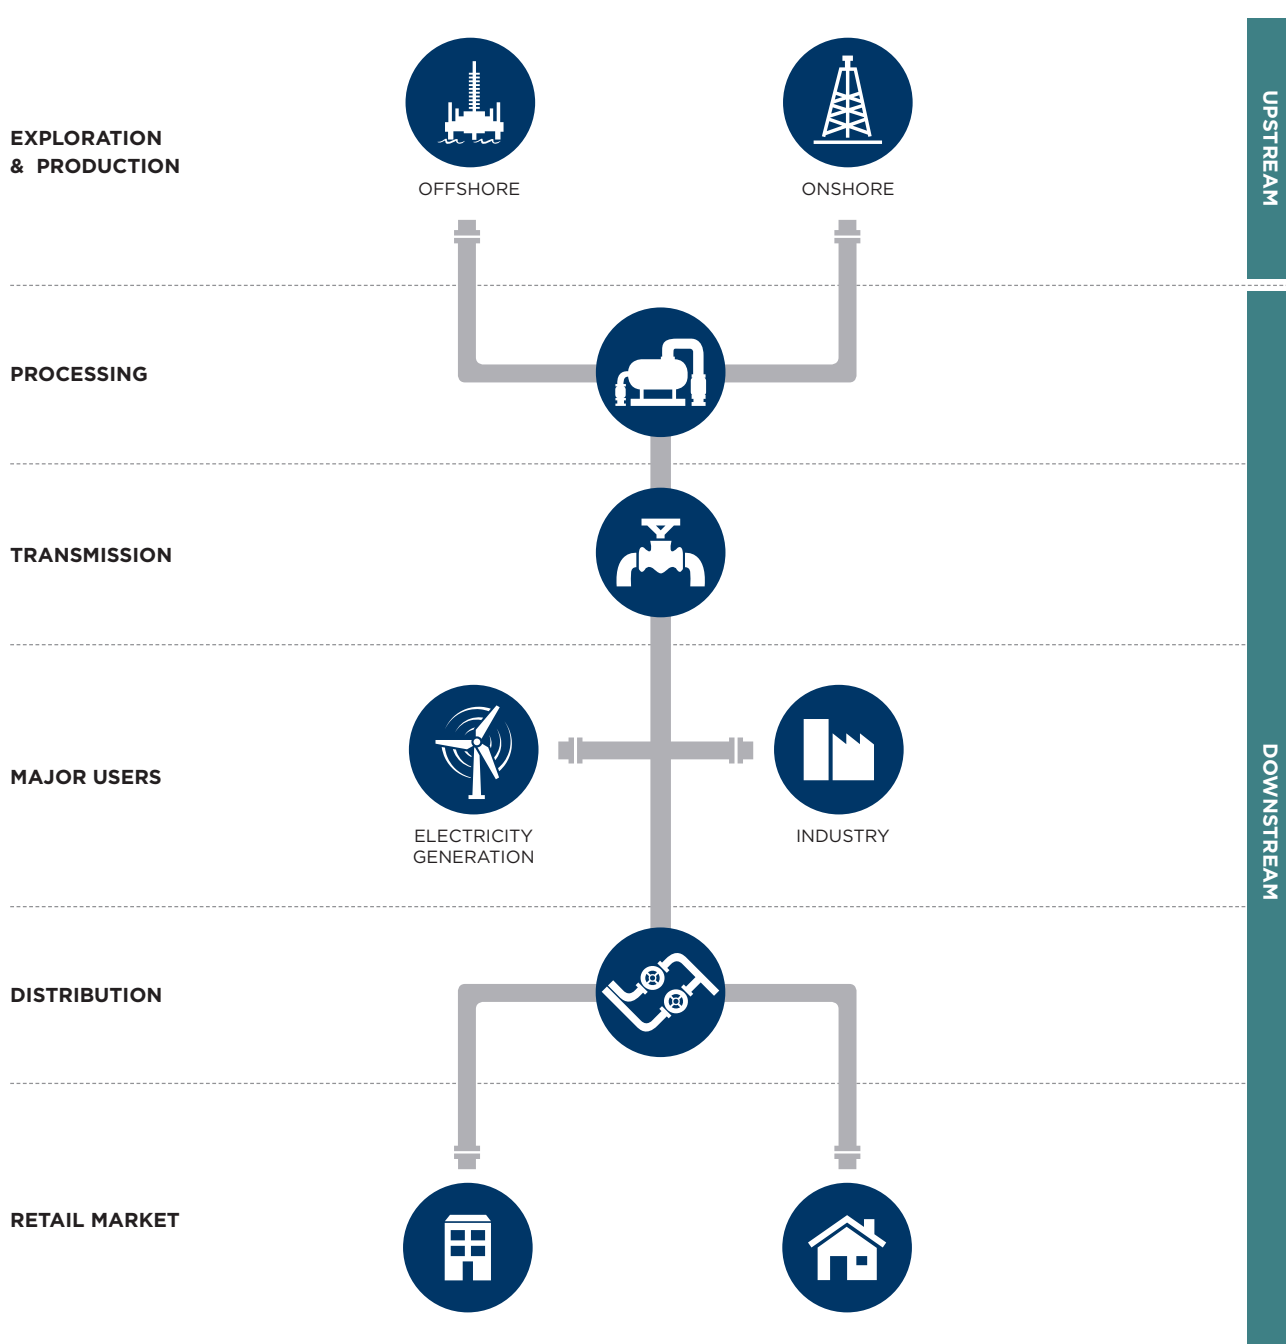 EXPLORATION
& PRODUCTION
OFFSHORE
ONSHORE
UPSTREAM
PROCESSING
TRANSMISSION
MAJOR USERS
ELECTRICITY
GENERATION
INDUSTRY
DOWNSTREAM
DISTRIBUTION
RETAIL MARKET